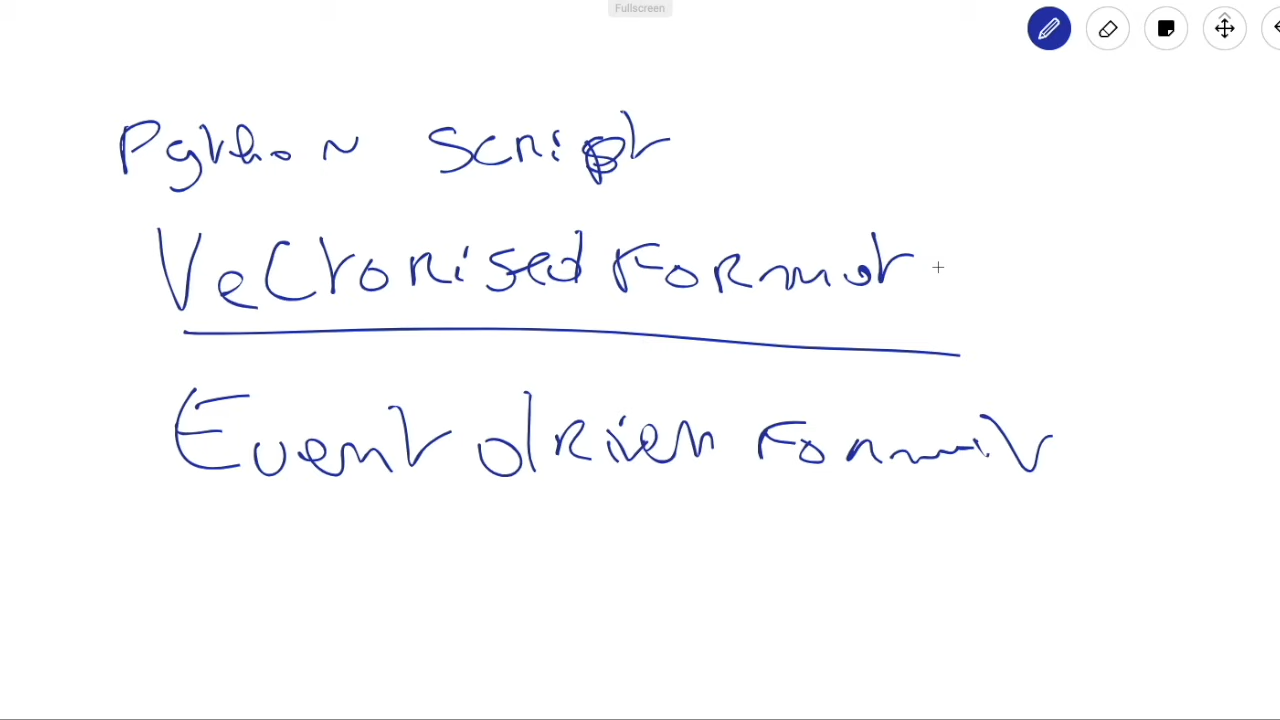 Fullscreen
Python Script
Vectorised Format
Event driven Format